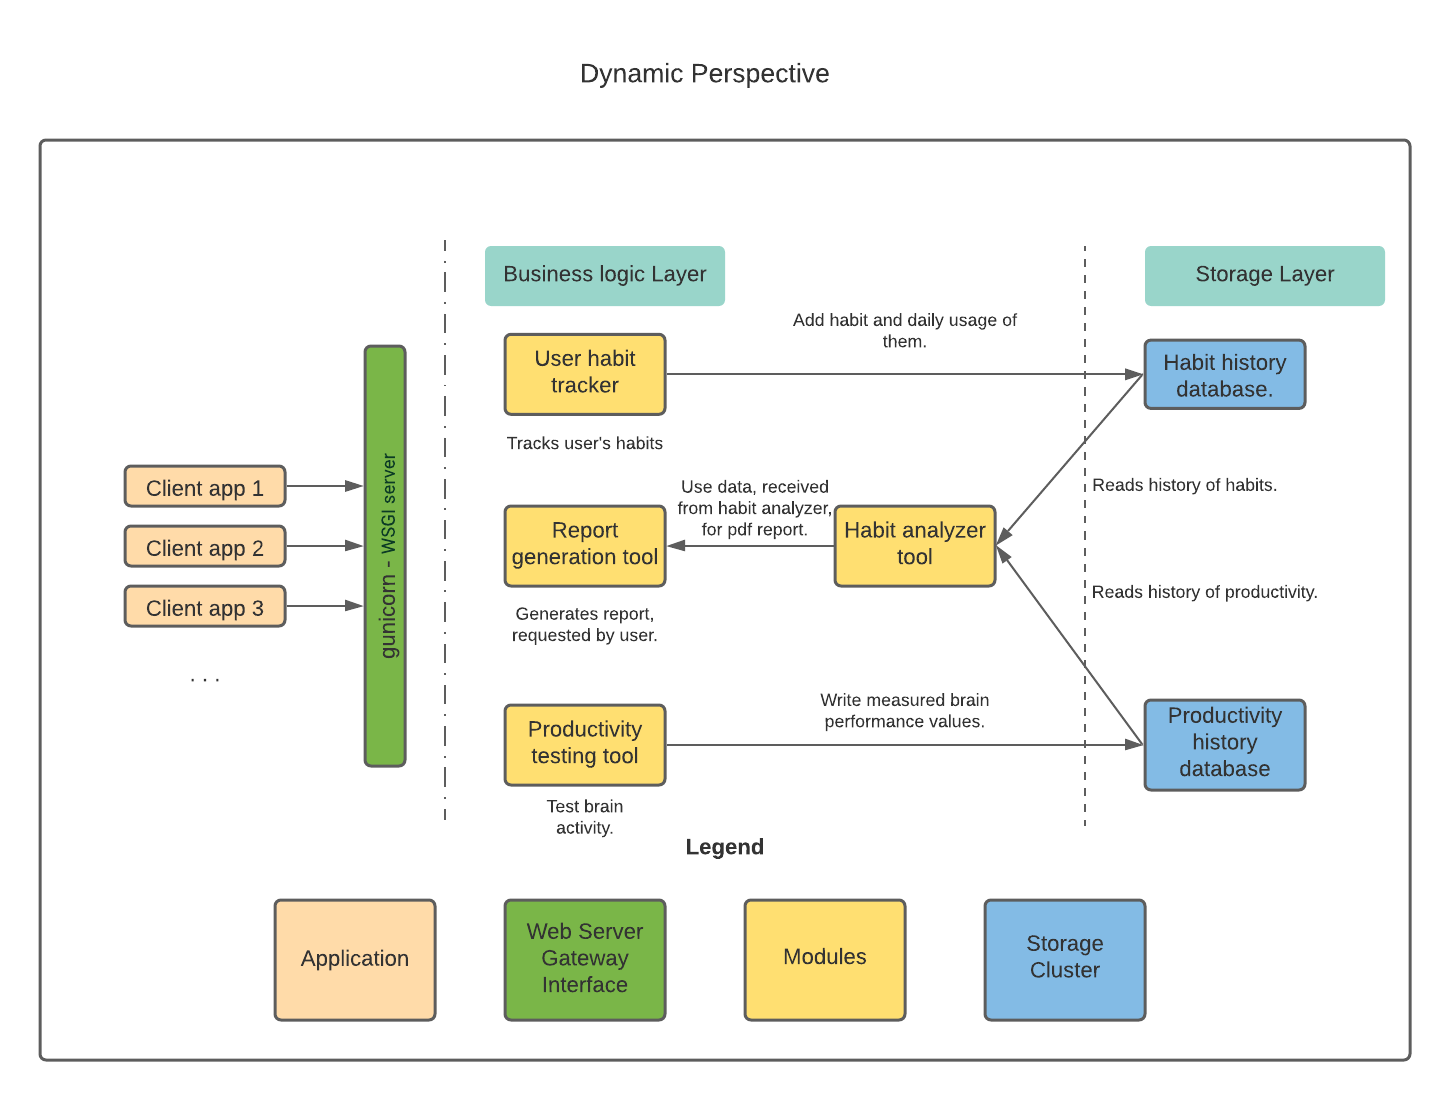 Dynamic Perspective
Business logic Layer
Storage Layer
Add habit and daily usage of
them.
User habit
tracker
Habit history
database.
Tracks user's habits
gunicorn - WSGI server
Client app 1
Client app 2
Client app 3
. . .
Use data, received
from habit analyzer,
for pdf report.
Report
generation tool
Habit analyzer
tool
Reads history of habits.
Generates report,
requested by user.
Reads history of productivity.
Write measured brain
performance values.
Productivity
testing tool
Productivity
history
database
Test brain
activity.
Legend
Application
Web Server
Gateway
Interface
Modules
Storage
Cluster